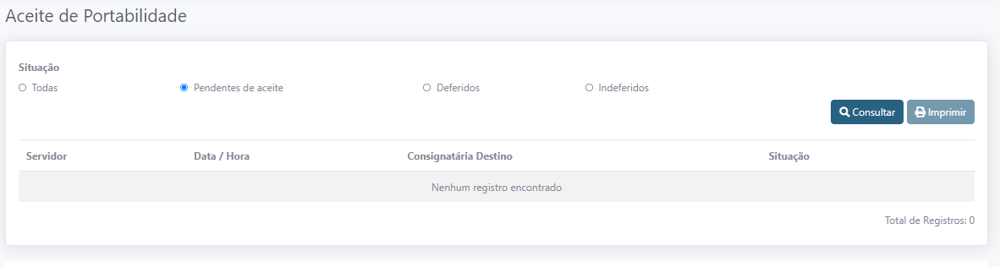 Aceite de Portabilidade
Situação
Todas Pendentes de aceite Deferidos Indeferidos
Consultar Imprimir
Servidor Data / Hora Consignatária Destino Situação
Nenhum registro encontrado
Total de Registros: 0